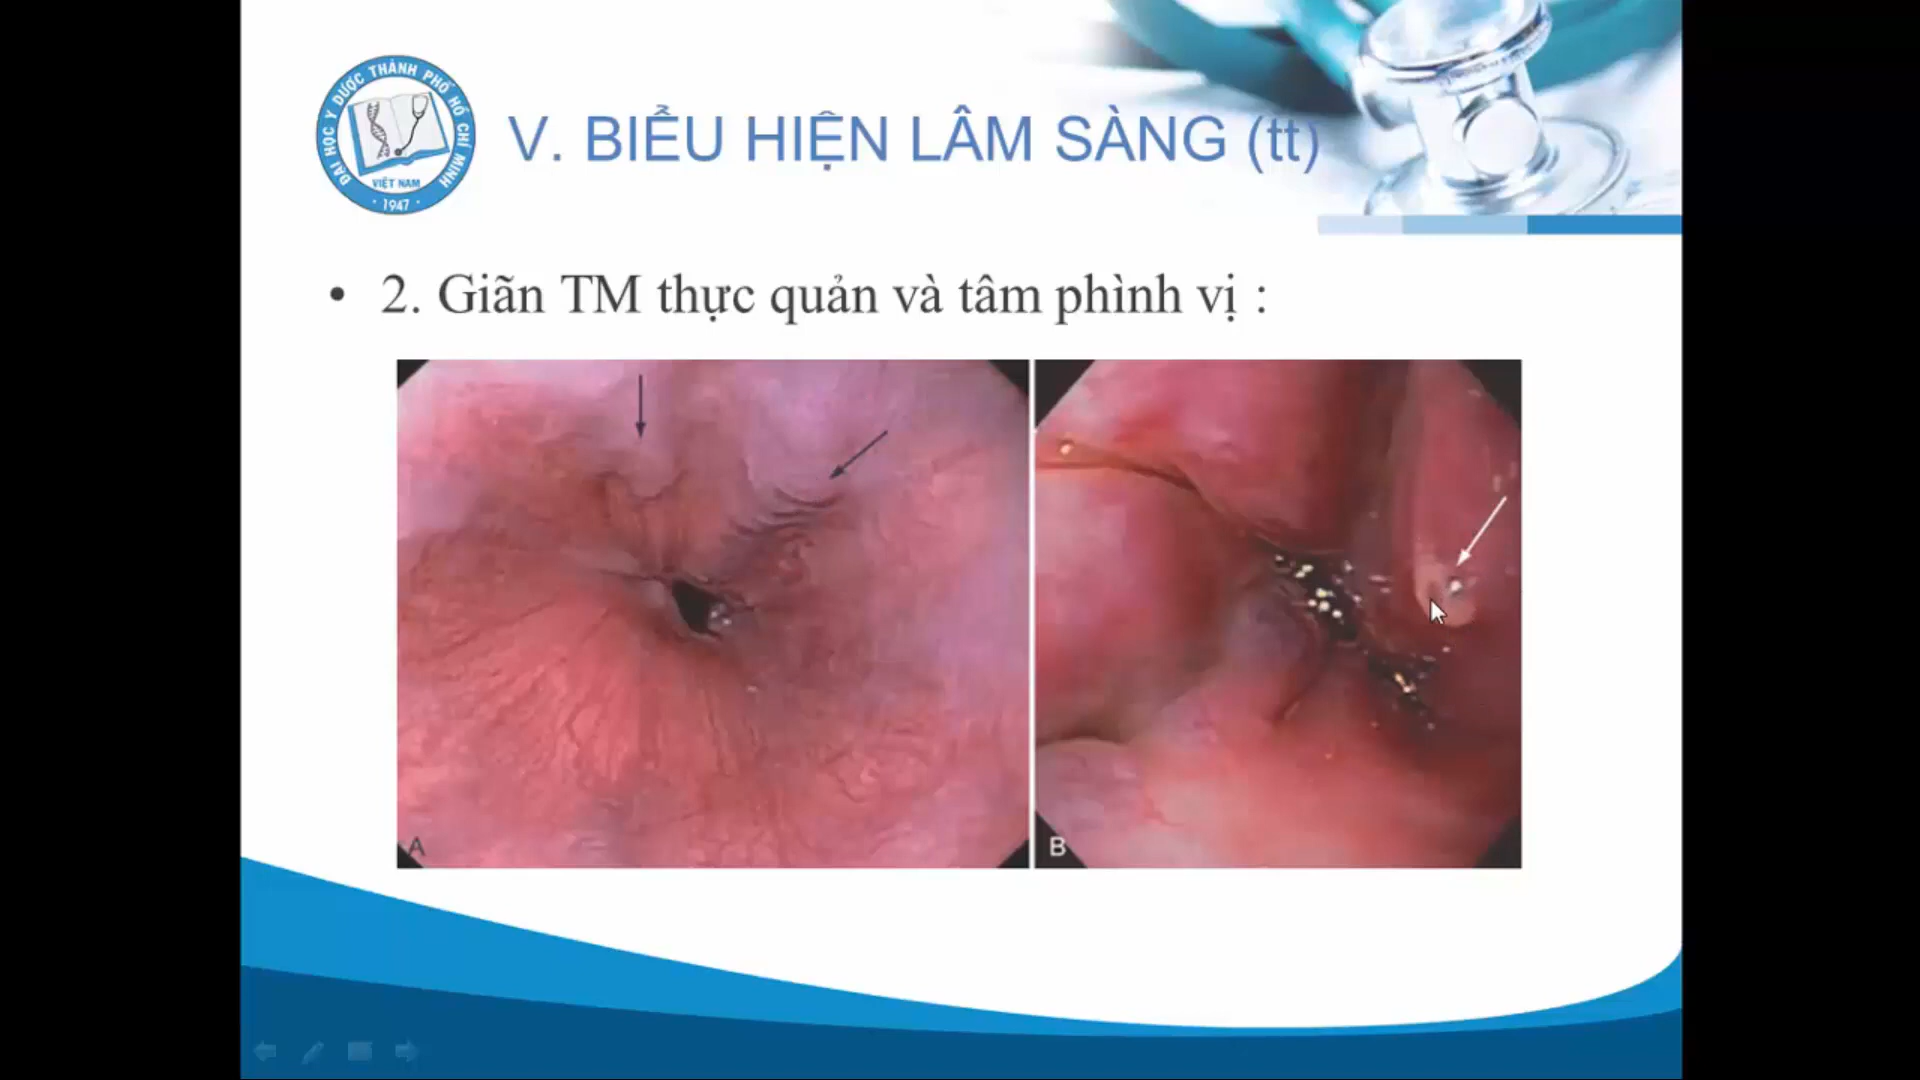 ĐẠI HỌC Y DƯỢC THÀNH PHỐ HỒ CHÍ MINH
VIỆT NAM
· 1947 ·
V. BIỂU HIỆN LÂM SÀNG (tt)
• 2. Giãn TM thực quản và tâm phình vị :
A
B